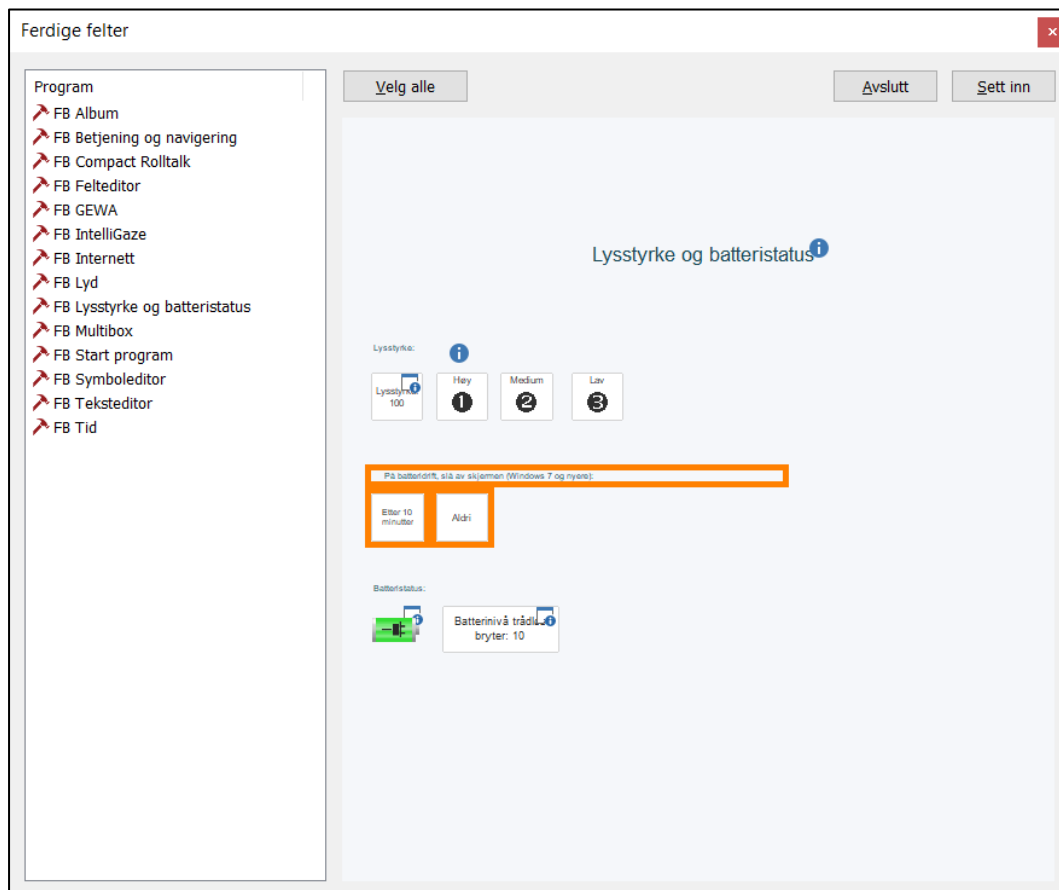 Ferdige felter
Program
FB Album
FB Betjening og navigering
FB Compact Rolltalk
FB Felteditor
FB GEWA
FB IntelliGaze
FB Internett
FB Lyd
FB Lysstyrke og batteristatus
FB Multibox
FB Start program
FB Symboleditor
FB Teksteditor
FB Tid
Velg alle
Avslutt
Sett inn
Lysstyrke og batteristatus
Lysstyrke:
100
Høy
1
Medium
2
Lav
3
På batteridrift, slå av skjermen (Windows 7 og nyere):
Etter 10
minutter
Aldri
Batteristatus:
Batterinivå
bryter: 10